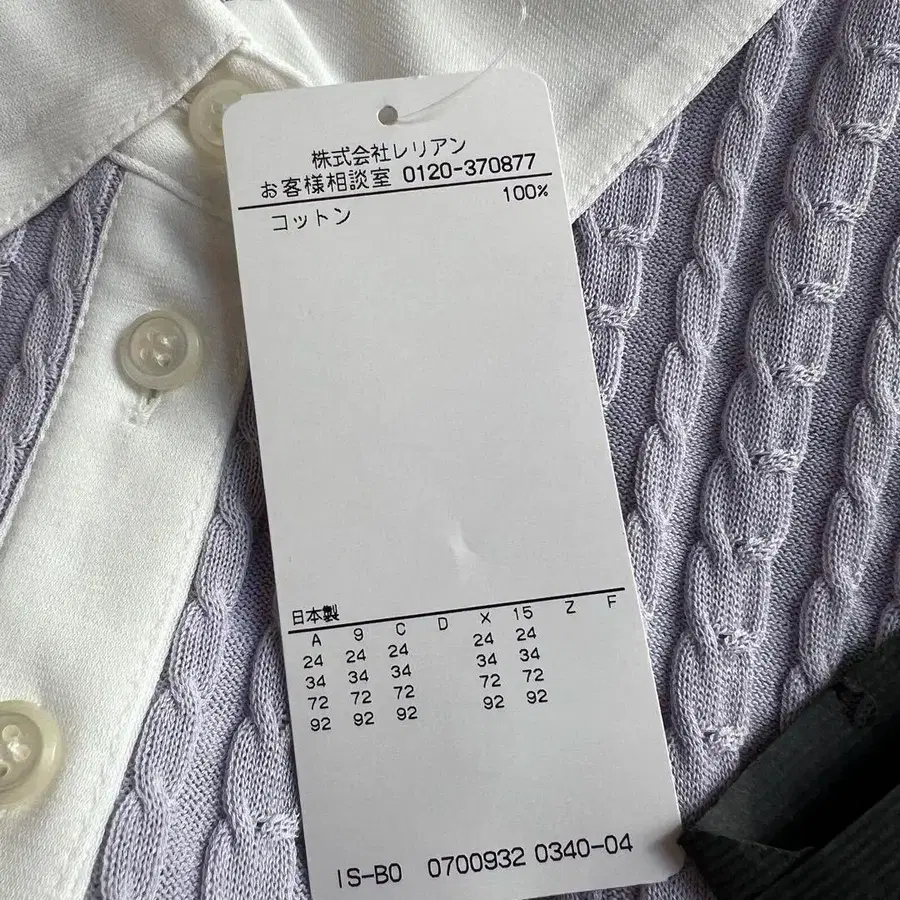 株式会社レリアン
お客様相談室 0120-370877
コットン 100%
日本製
A 9 C D X 15 Z F
24 24 24 24 24
34 34 34 34 34
72 72 72 72 72
92 92 92 92 92
IS-B0 0700932 0340-04